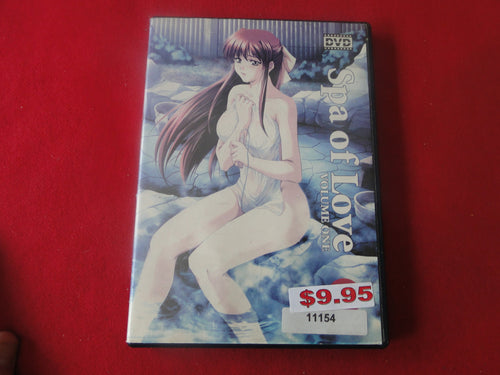 DVD
Spa of Love
VOLUME ONE
$9.95
11154